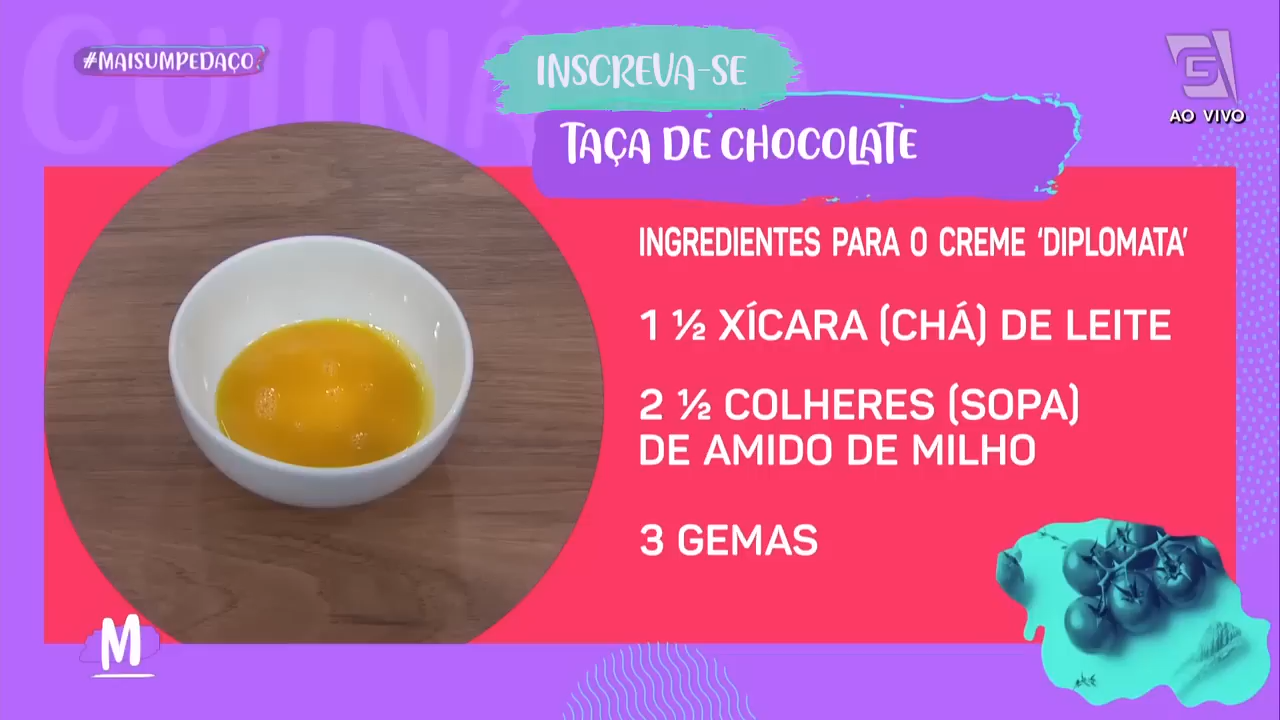 CULINÁ
#MAISUMPEDAÇO
INSCREVA-SE
TAÇA DE CHOCOLATE
AO VIVO
INGREDIENTES PARA O CREME ‘DIPLOMATA’
1 ½ XÍCARA (CHÁ) DE LEITE
2 ½ COLHERES (SOPA)
DE AMIDO DE MILHO
3 GEMAS
M